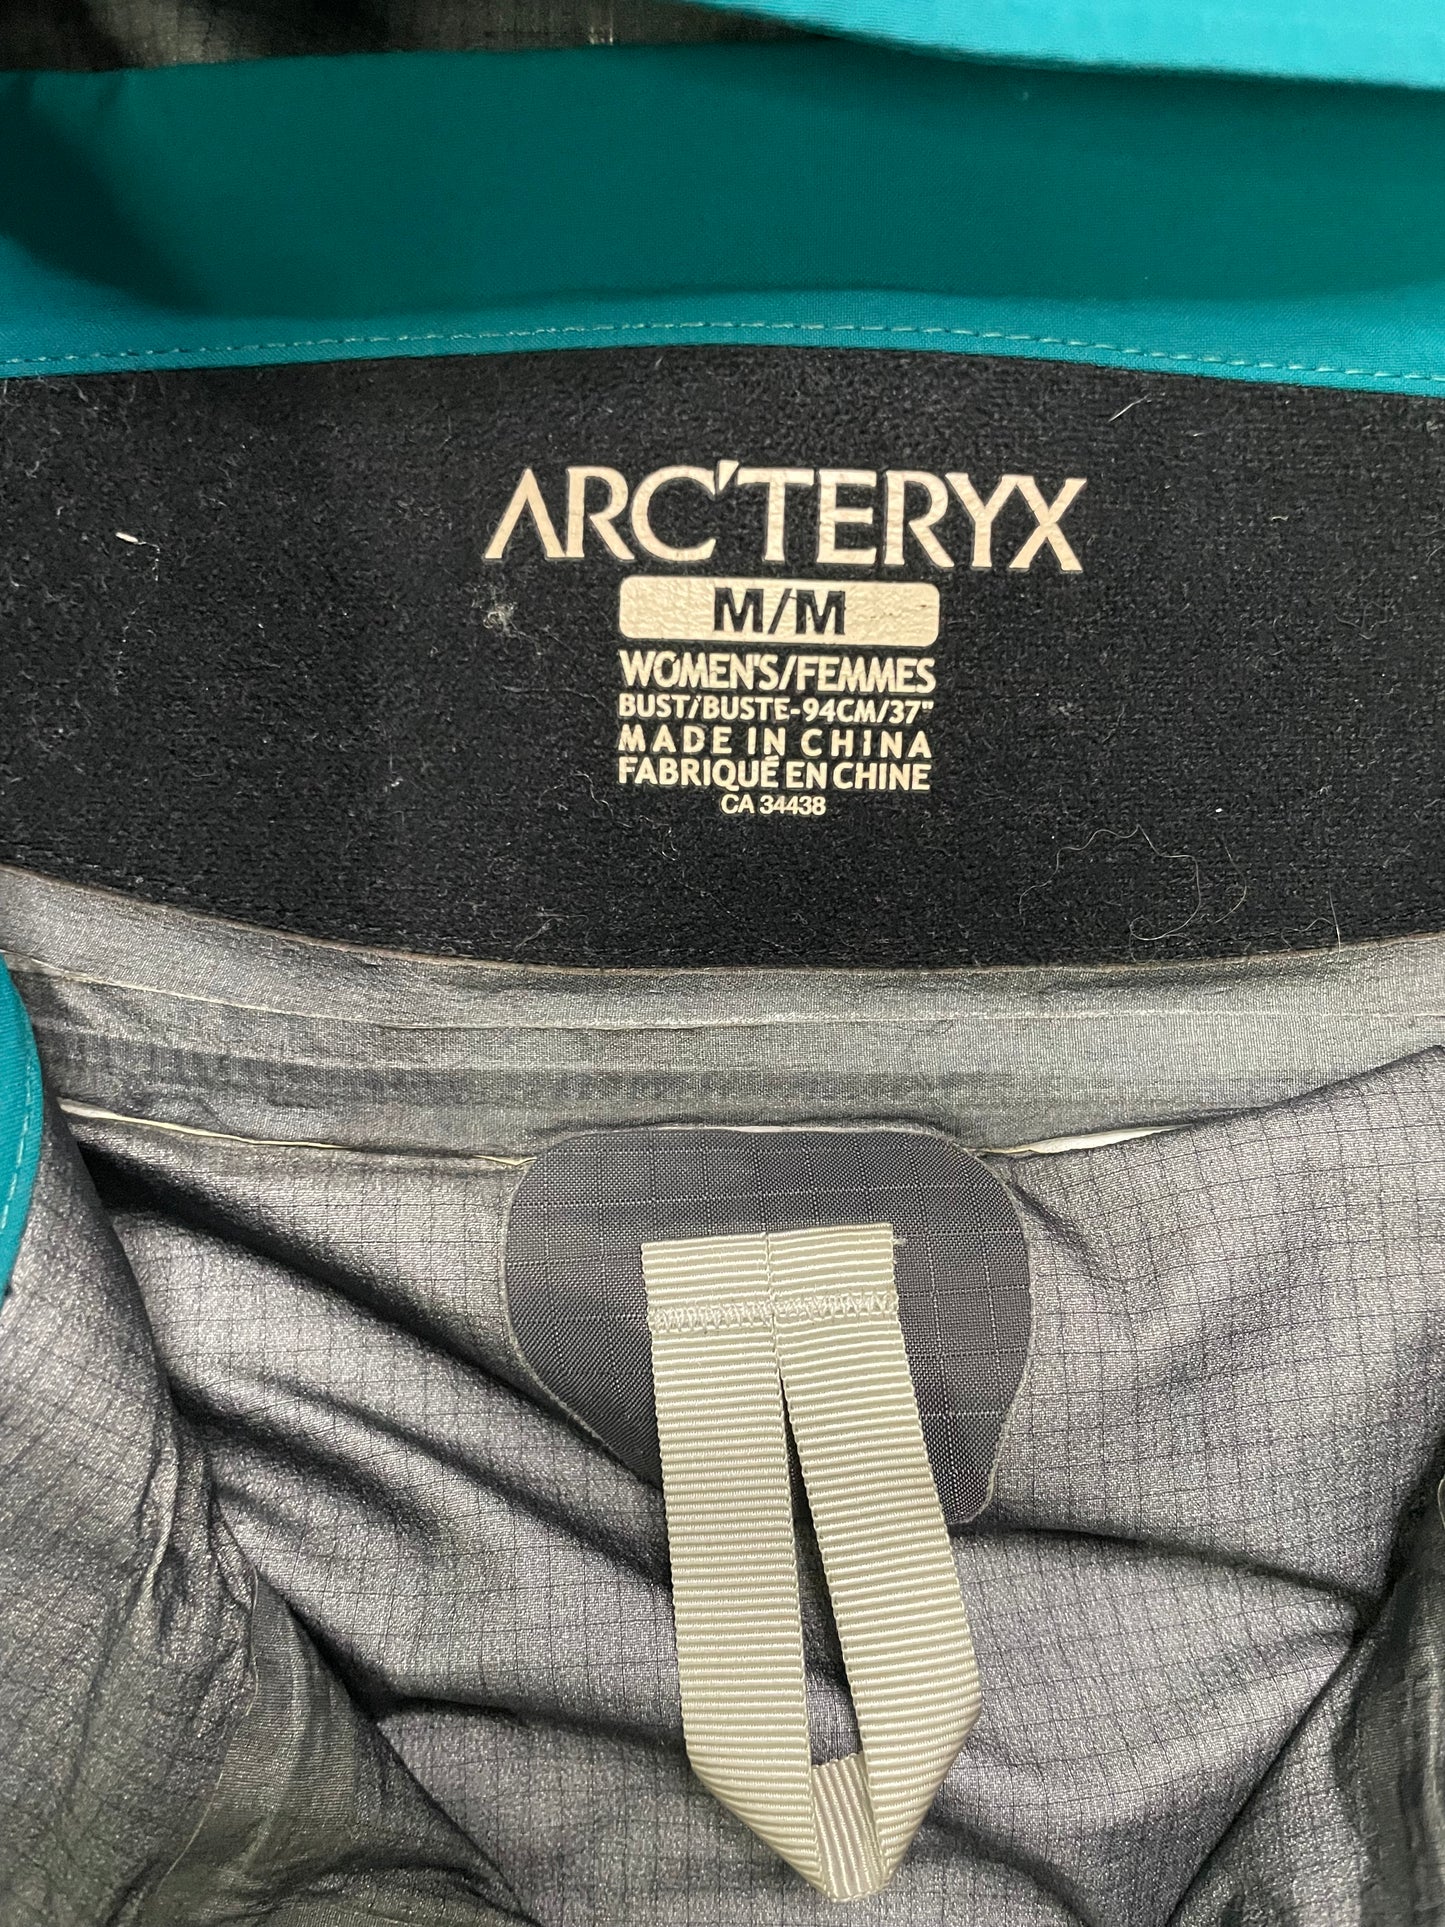 ARC'TERYX
M/M
WOMEN'S/FEMMES
BUST/BUSTE-94CM/37"
MADE IN CHINA
FABRIQUÉ EN CHINE
CA 34438